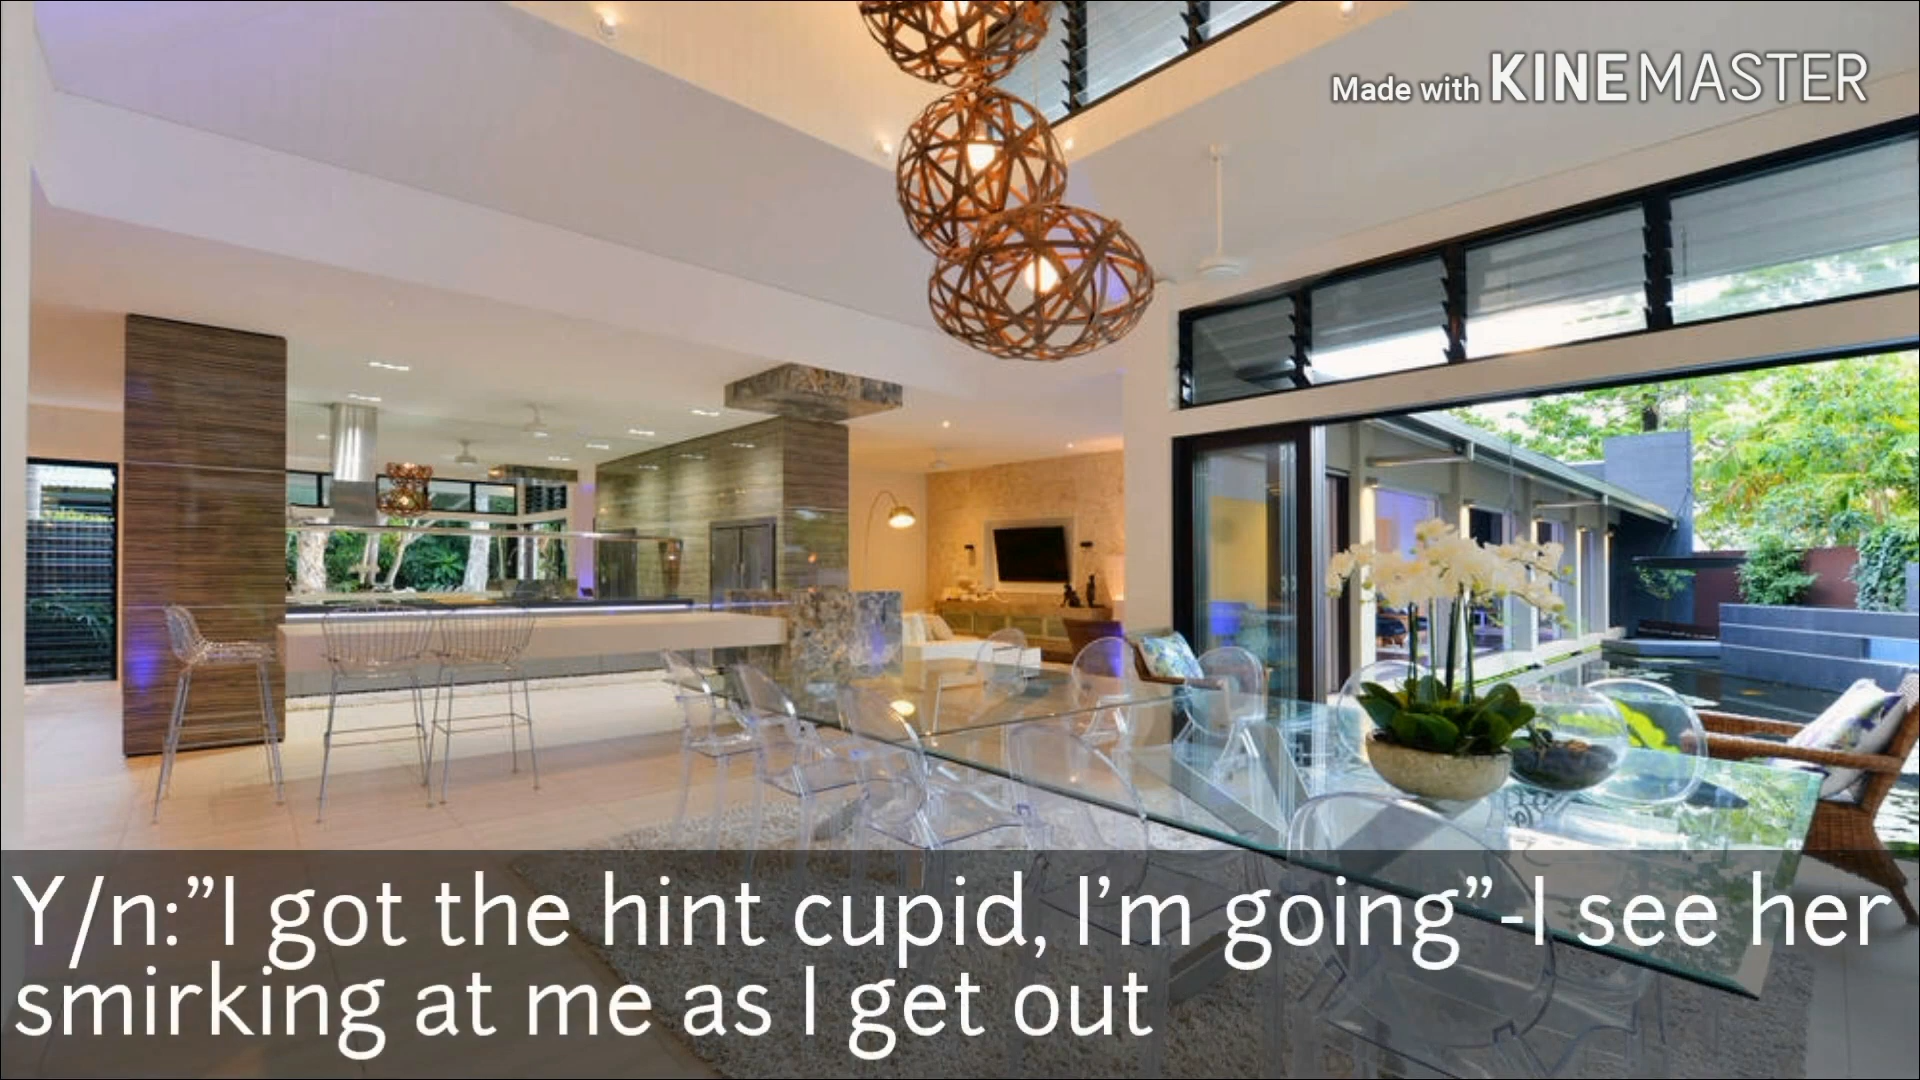 Made with KINEMASTER
Y/n:”I got the hint cupid, I’m going”-I see her
smirking at me as I get out